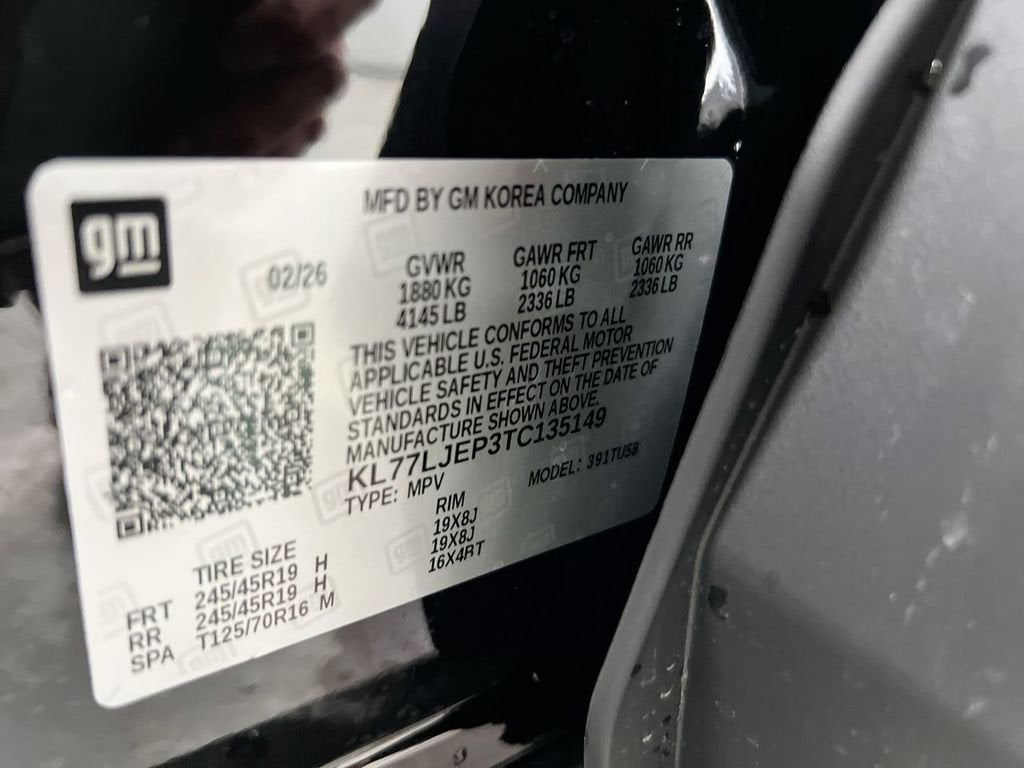 gm
MFD BY GM KOREA COMPANY
02/26
GVWR GAWR FRT GAWR RR
1880 KG 1060 KG 1060 KG
4145 LB 2336 LB 2336 LB
THIS VEHICLE CONFORMS TO ALL
APPLICABLE U.S. FEDERAL MOTOR
VEHICLE SAFETY AND THEFT PREVENTION
STANDARDS IN EFFECT ON THE DATE OF
MANUFACTURE SHOWN ABOVE.
KL77LJEP3TC135149
TYPE: MPV MODEL: 391TU58
TIRE SIZE RIM
FRT 245/45R19 H 19X8J
RR 245/45R19 H 19X8J
SPA T125/70R16 M 16X4BT